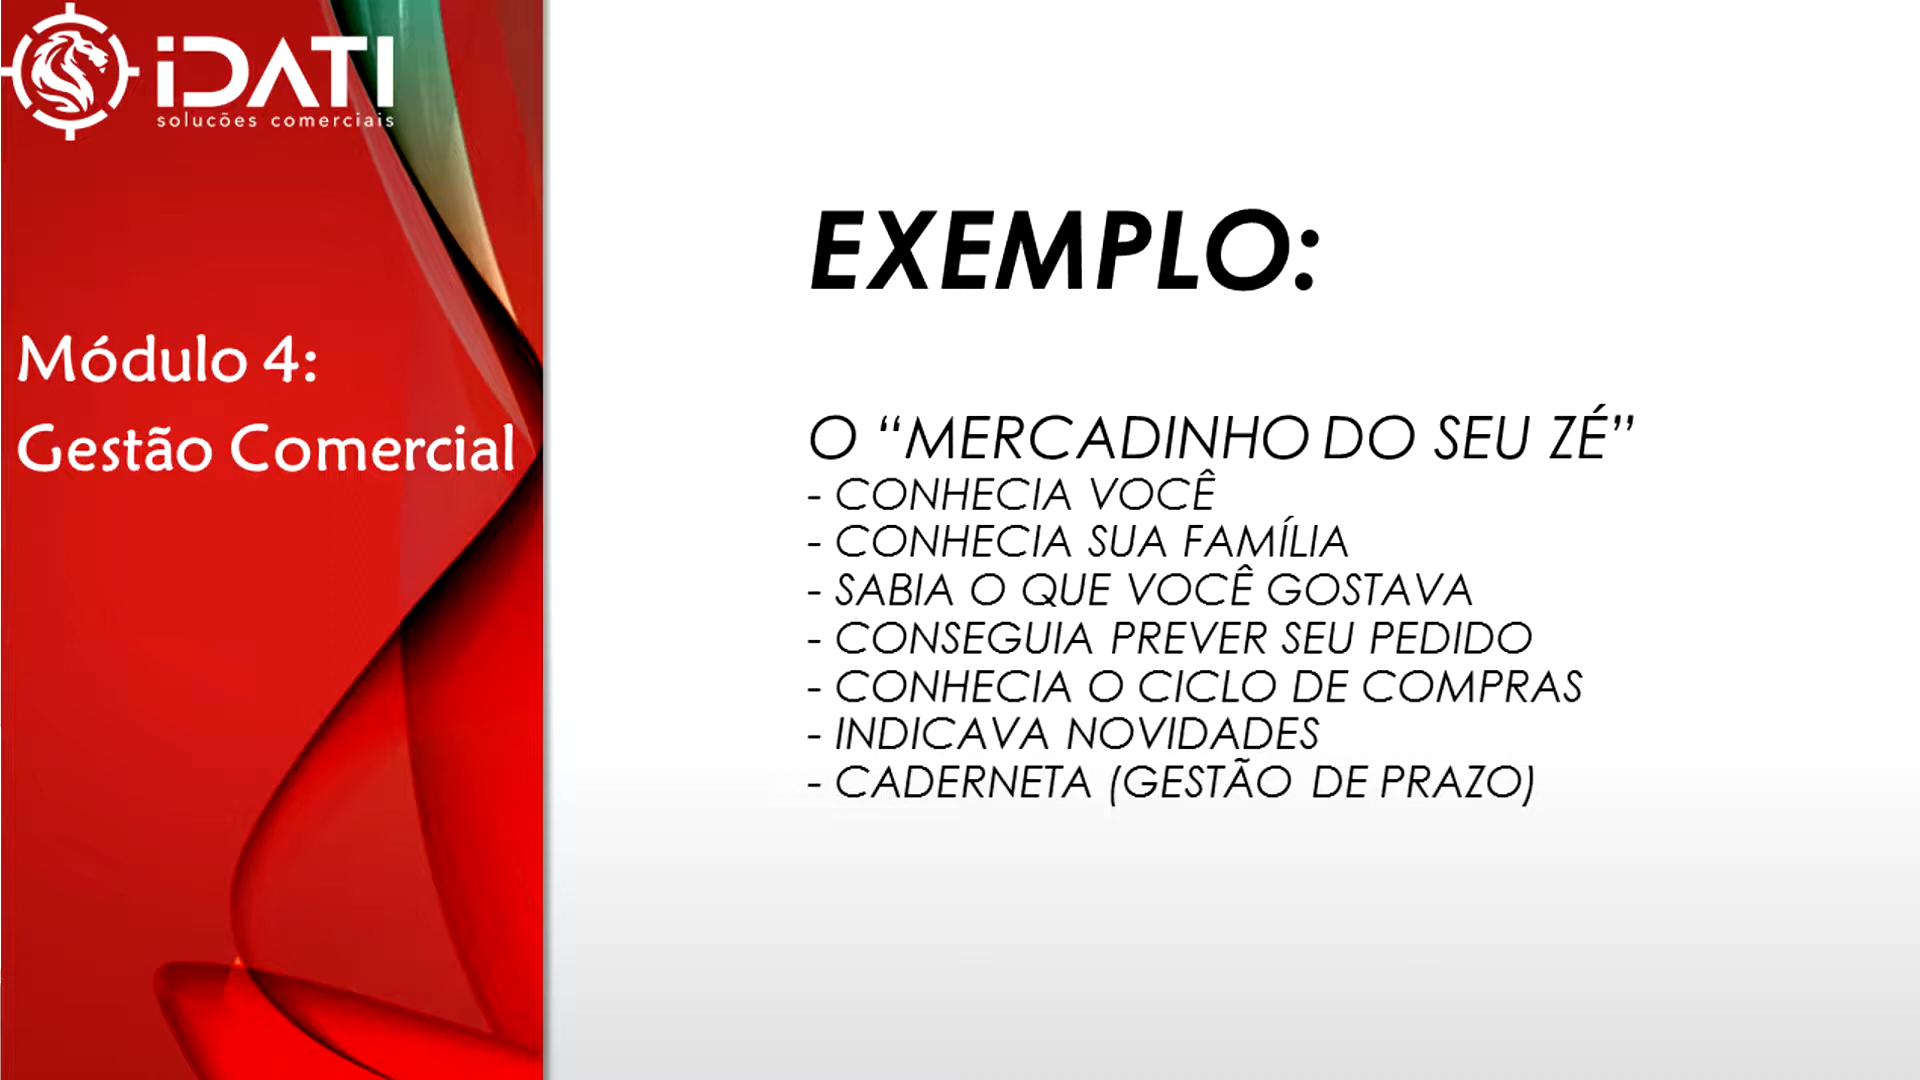 iDATI
solucões comerciais
Módulo 4:
Gestão Comercial
EXEMPLO:
O “MERCADINHO DO SEU ZÉ”
- CONHECIA VOCÊ
- CONHECIA SUA FAMÍLIA
- SABIA O QUE VOCÊ GOSTAVA
- CONSEGUIA PREVER SEU PEDIDO
- CONHECIA O CICLO DE COMPRAS
- INDICAVA NOVIDADES
- CADERNETA (GESTÃO DE PRAZO)